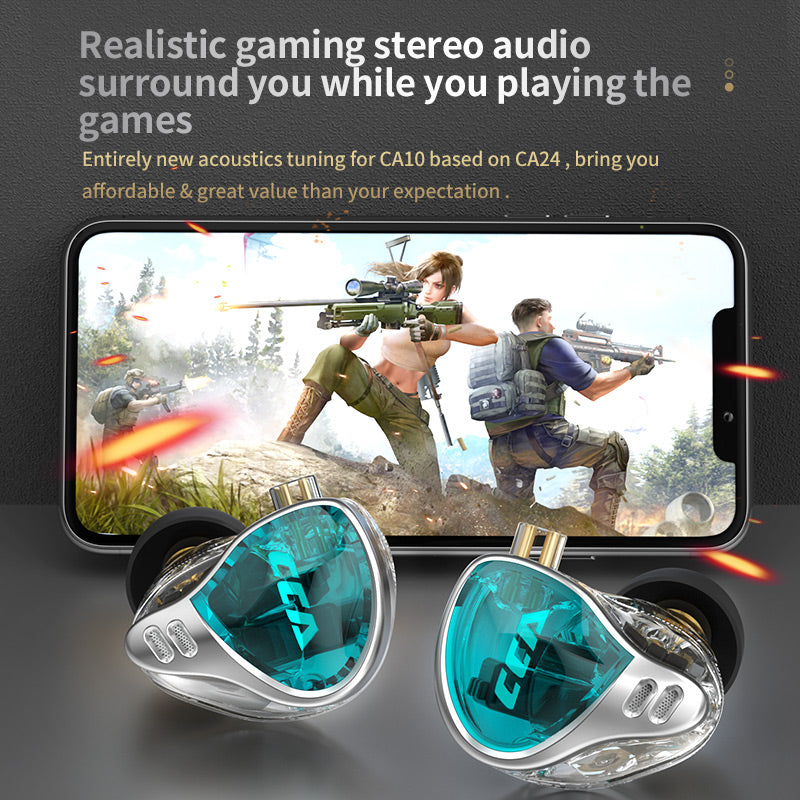 Realistic gaming stereo audio
surround you while you playing the
games
Entirely new acoustics tuning for CA10 based on CA24 , bring you
affordable & great value than your expectation .
CCA
CCA